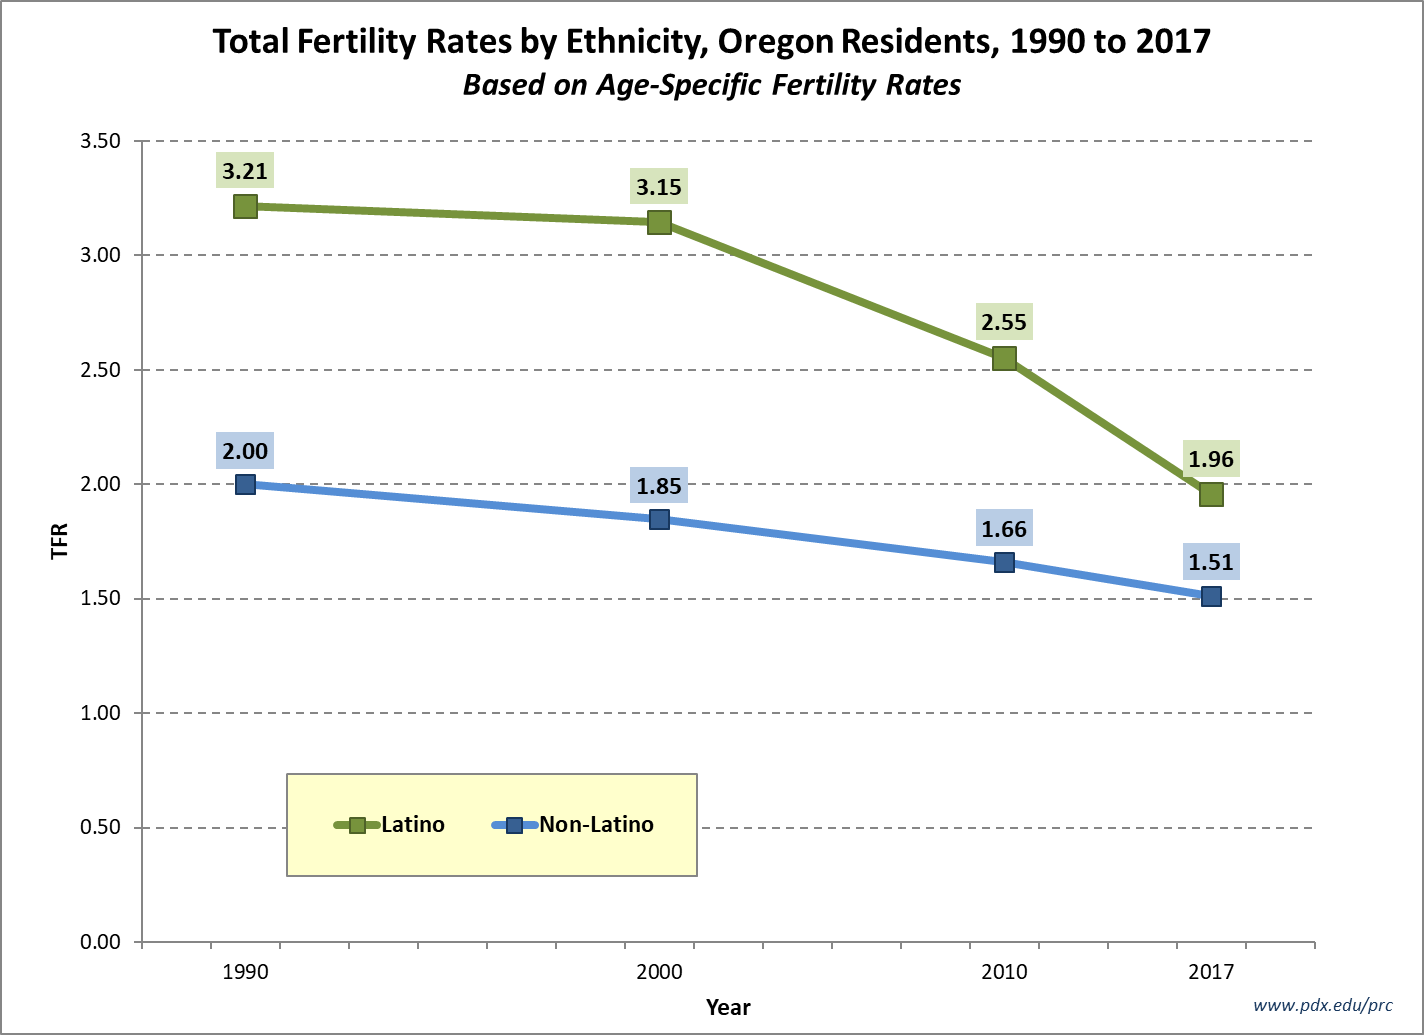 Total Fertility Rates by Ethnicity, Oregon Residents, 1990 to 2017
Based on Age-Specific Fertility Rates
3.50
3.21
3.15
3.00
2.55
2.50
1.96
2.00
2.00
1.85
1.66
1.51
TFR
1.50
1.00
Latino Non-Latino
0.50
0.00
1990 2000 2010 2017
Year
www.pdx.edu/prc